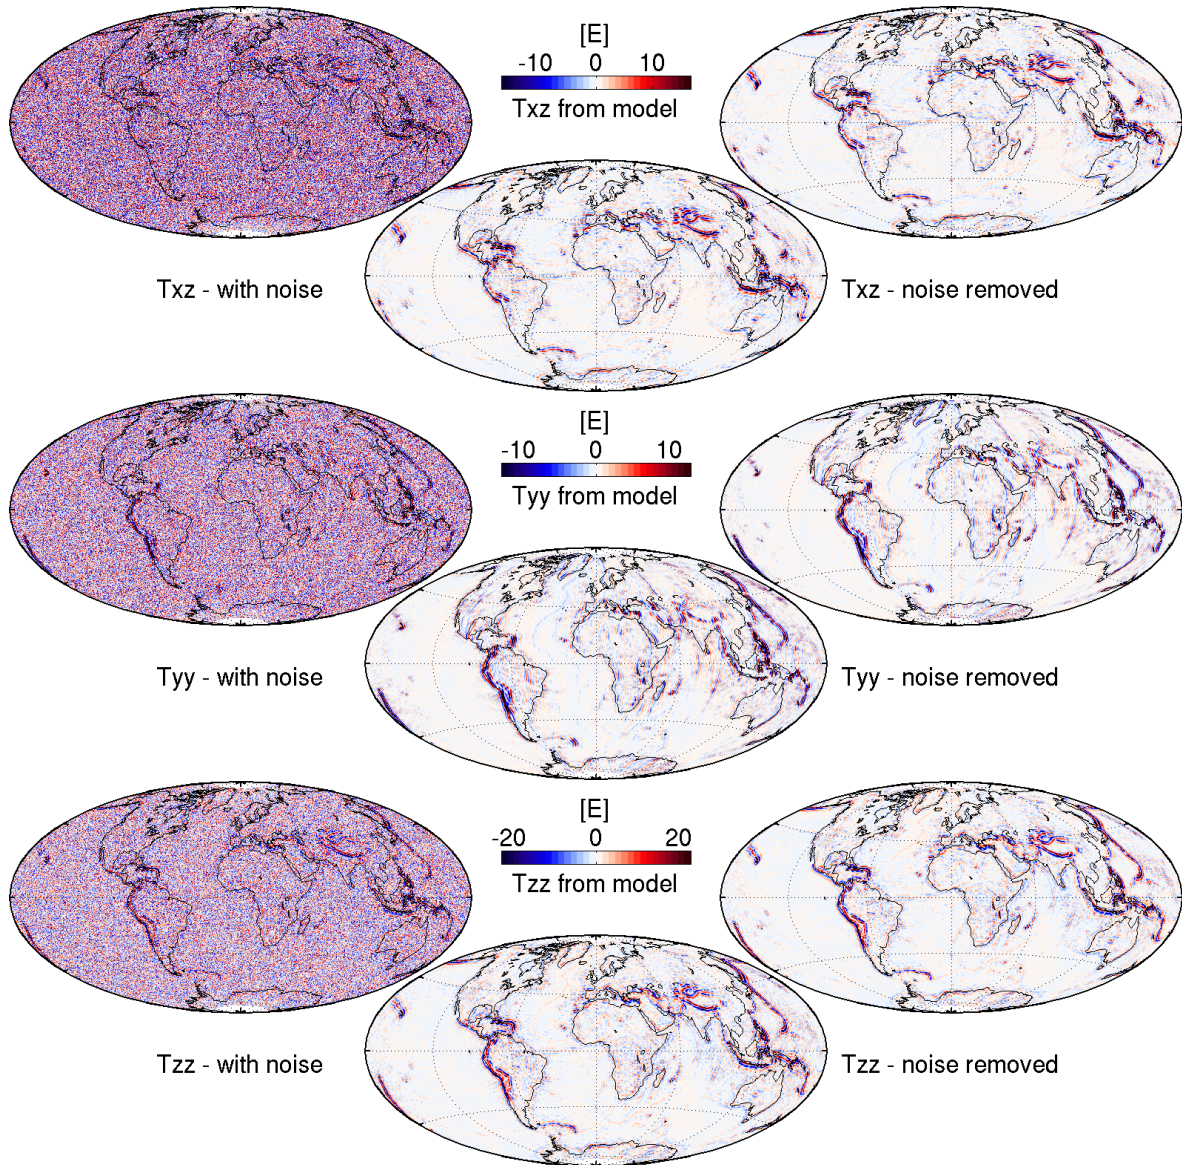 [E]
-10 0 10
Txz from model
Txz - with noise
Txz - noise removed
[E]
-10 0 10
Tyy from model
Tyy - with noise
Tyy - noise removed
[E]
-20 0 20
Tzz from model
Tzz - with noise
Tzz - noise removed